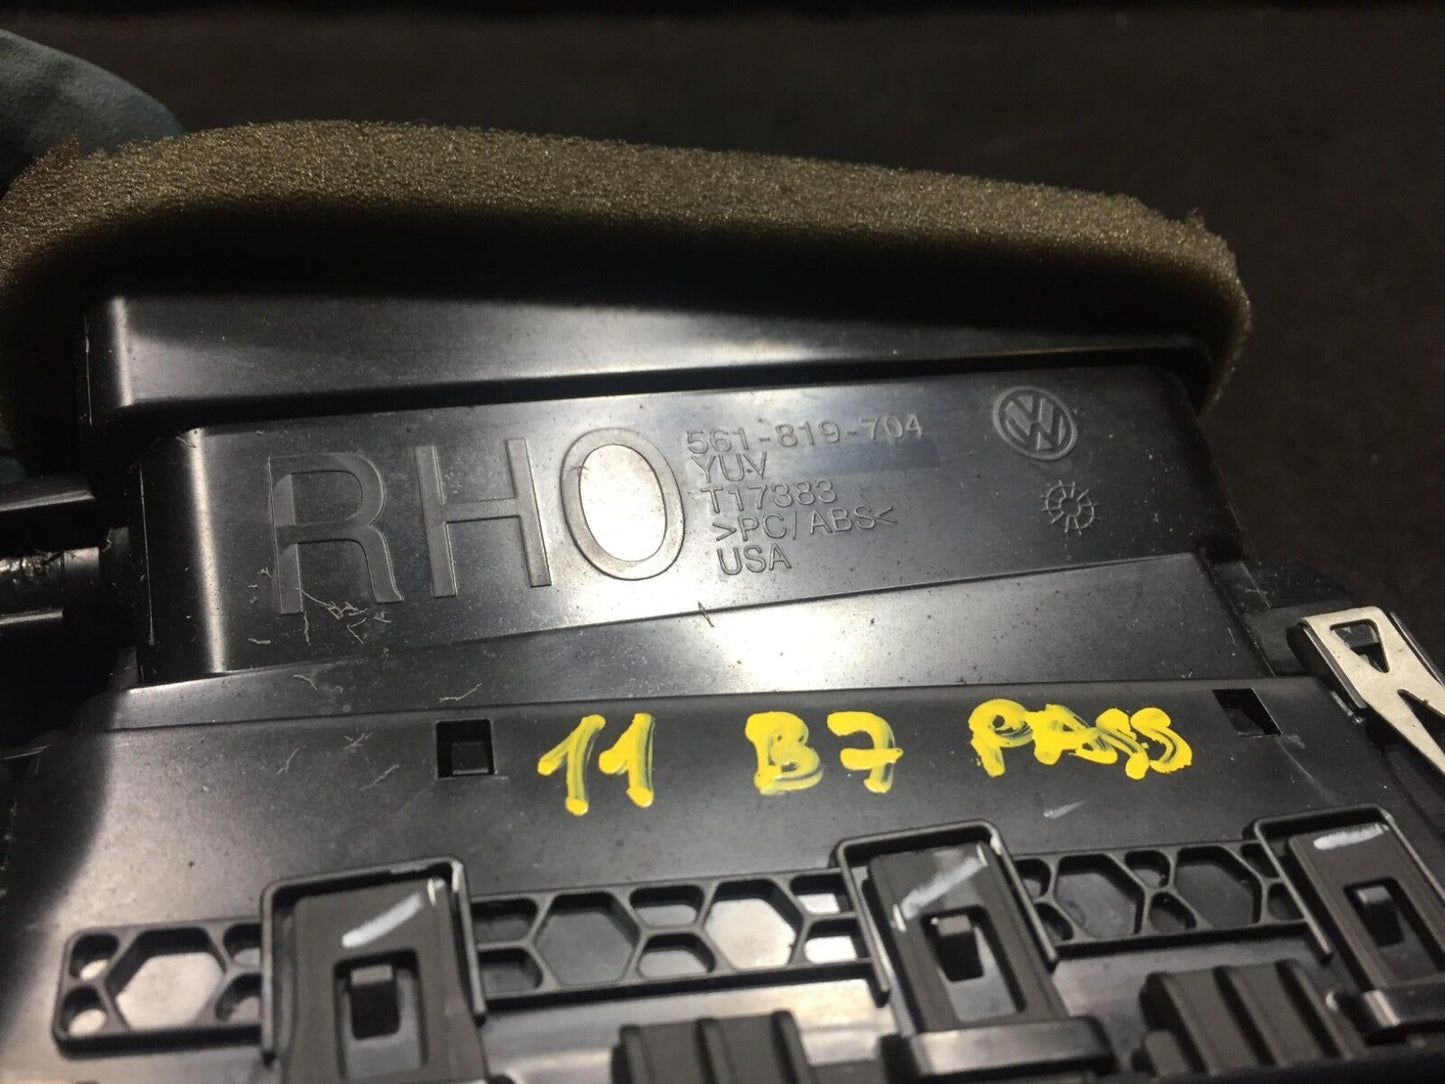 RHO
561-819-704
YUV
T17383
>PC/ABS<
USA
11 B7 PASS